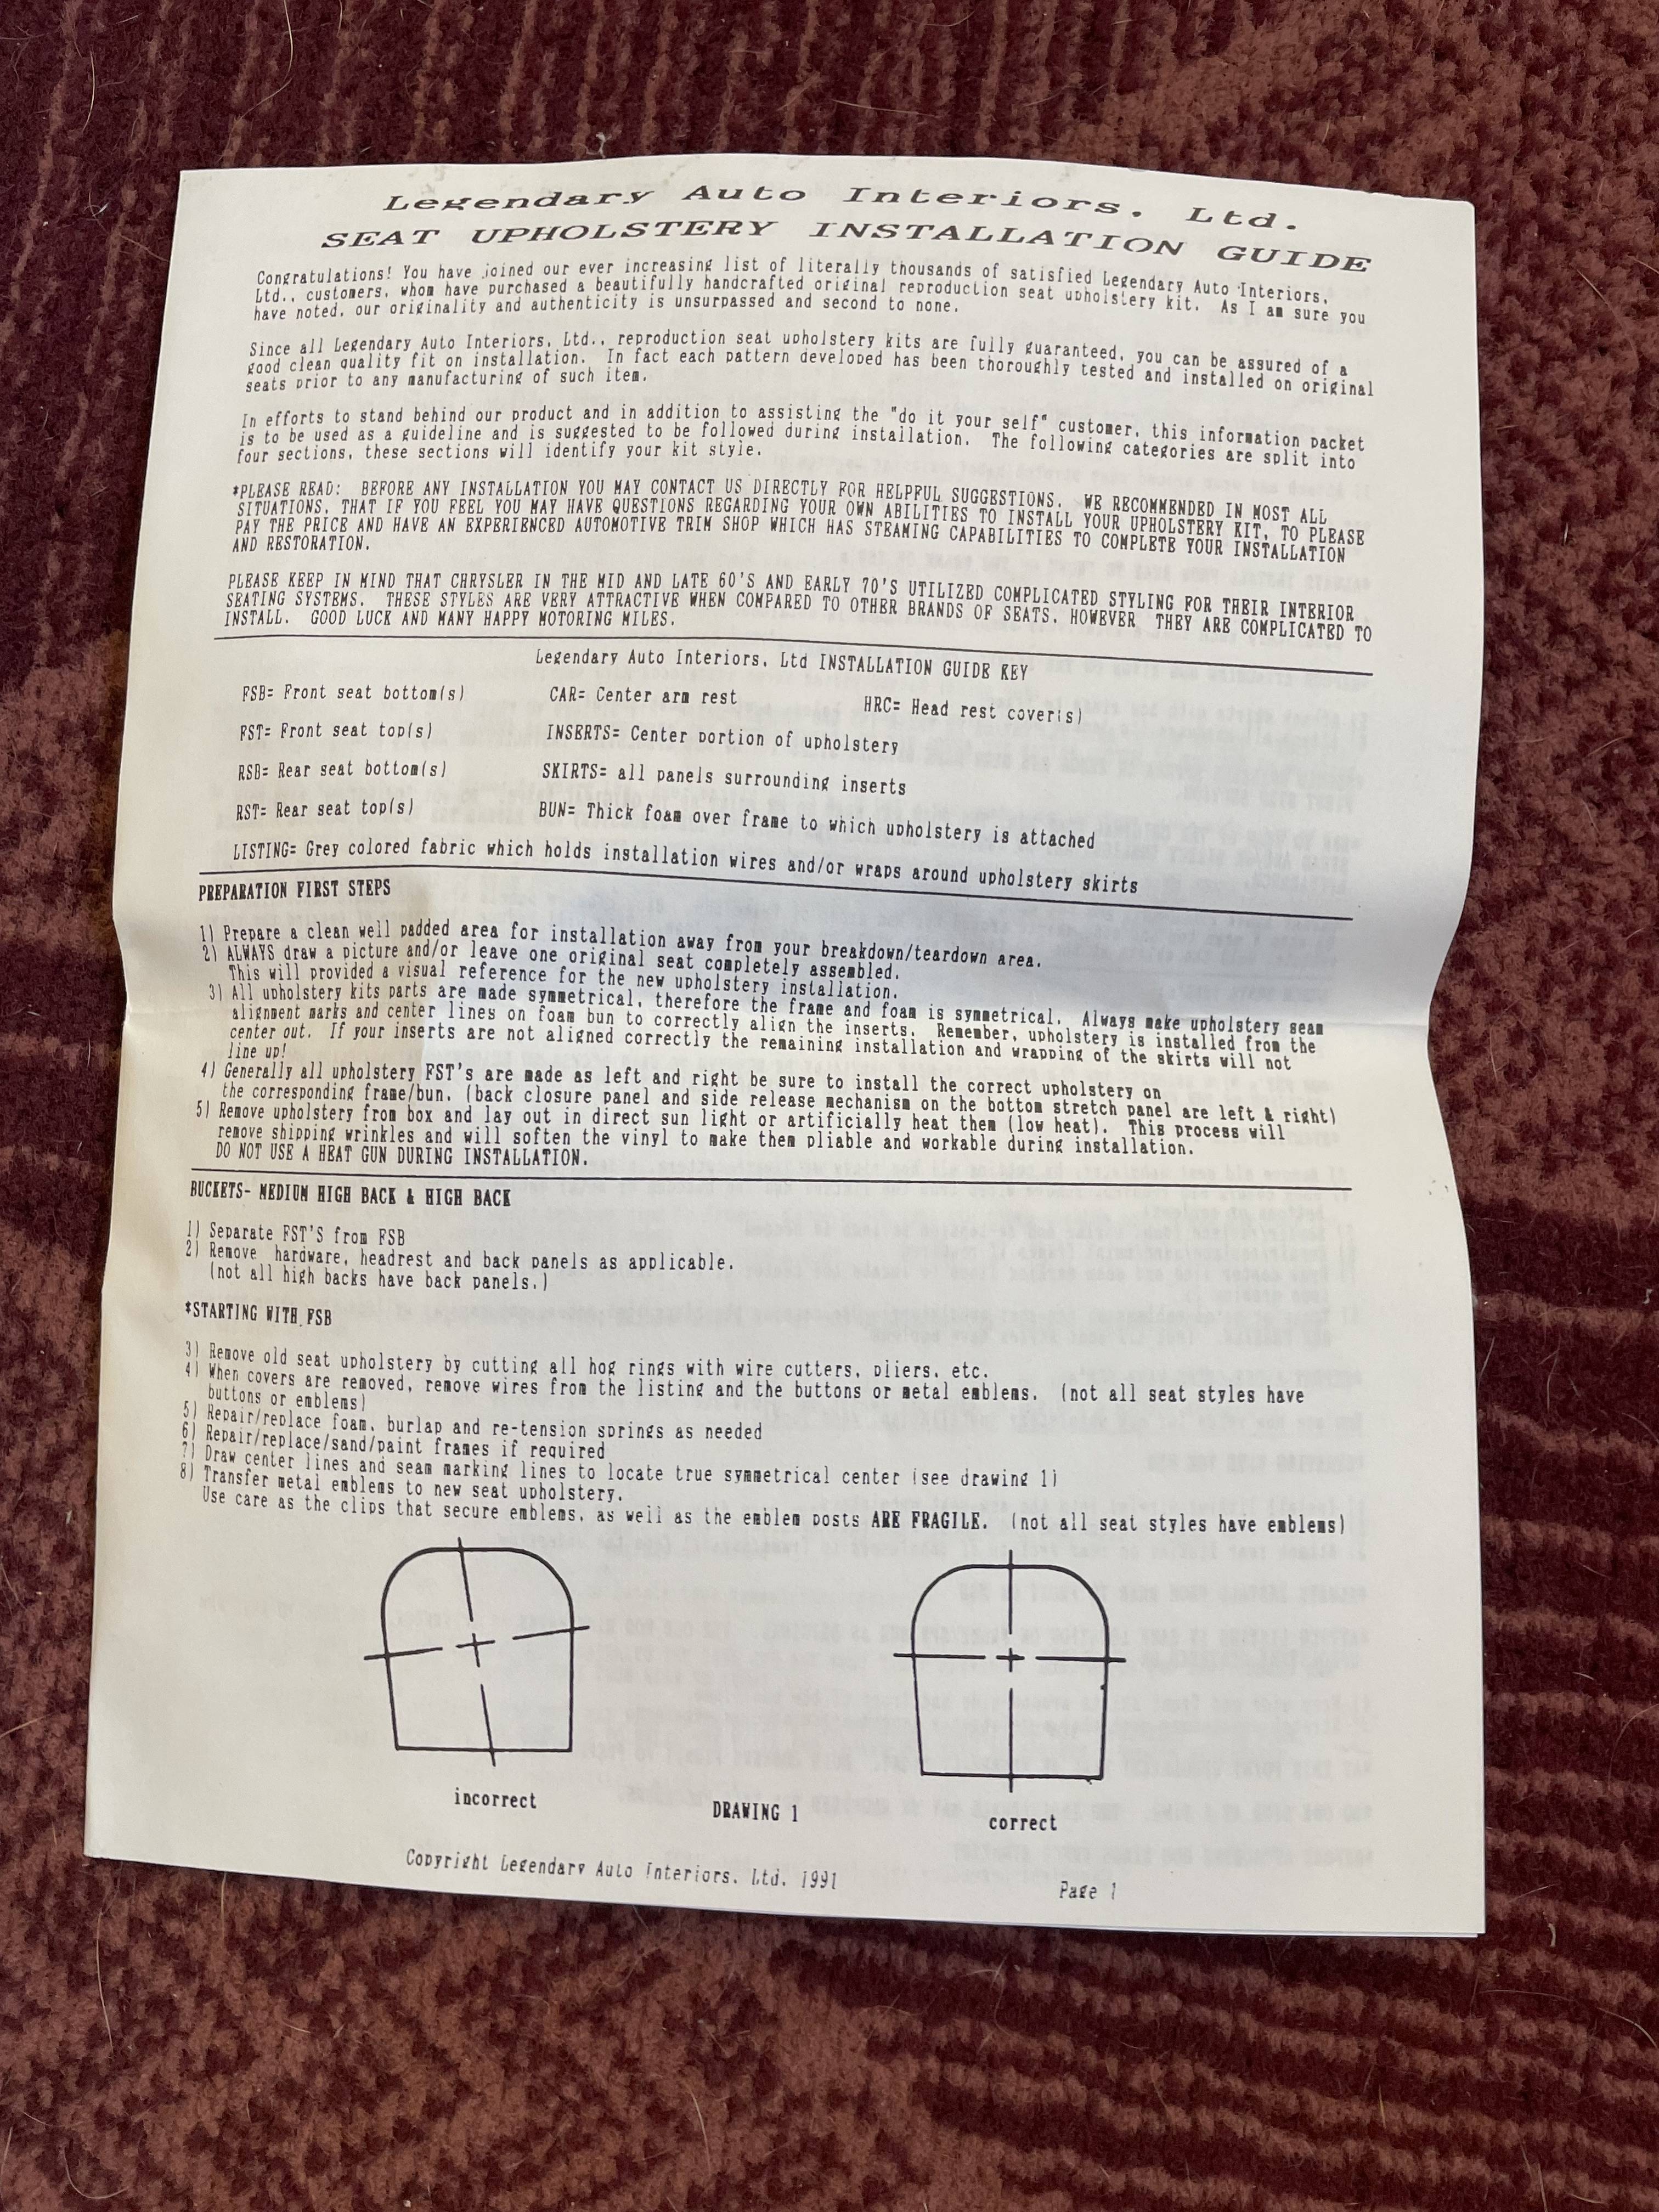 Legendary Auto Interiors, Ltd.
SEAT UPHOLSTERY INSTALLATION GUIDE
Congratulations! You have joined our ever increasing list of literally thousands of satisfied Legendary Auto Interiors,
Ltd., customers, whom have purchased a beautifully handcrafted original reproduction seat upholstery kit. As I am sure you
have noted, our originality and authenticity is unsurpassed and second to none.
Since all Legendary Auto Interiors, Ltd., reproduction seat upholstery kits are fully guaranteed, you can be assured of a
good clean quality fit on installation. In fact each pattern developed has been thoroughly tested and installed on original
seats prior to any manufacturing of such item.
In efforts to stand behind our product and in addition to assisting the "do it your self" customer, this information packet
is to be used as a guideline and is suggested to be followed during installation. The following categories are split into
four sections, these sections will identify your kit style.
*PLEASE READ: BEFORE ANY INSTALLATION YOU MAY CONTACT US DIRECTLY FOR HELPFUL SUGGESTIONS. WE RECOMMENDED IN MOST ALL
SITUATIONS, THAT IF YOU FEEL YOU MAY HAVE QUESTIONS REGARDING YOUR OWN ABILITIES TO INSTALL YOUR UPHOLSTERY KIT, TO PLEASE
PAY THE PRICE AND HAVE AN EXPERIENCED AUTOMOTIVE TRIM SHOP WHICH HAS STEAMING CAPABILITIES TO COMPLETE YOUR INSTALLATION
AND RESTORATION.
PLEASE KEEP IN MIND THAT CHRYSLER IN THE MID AND LATE 60'S AND EARLY 70'S UTILIZED COMPLICATED STYLING FOR THEIR INTERIOR
SEATING SYSTEMS. THESE STYLES ARE VERY ATTRACTIVE WHEN COMPARED TO OTHER BRANDS OF SEATS, HOWEVER THEY ARE COMPLICATED TO
INSTALL. GOOD LUCK AND MANY HAPPY MOTORING MILES.
Legendary Auto Interiors, Ltd INSTALLATION GUIDE KEY
FSB= Front seat bottom(s) CAR= Center arm rest HRC= Head rest cover(s)
FST= Front seat top(s) INSERTS= Center portion of upholstery
RSB= Rear seat bottom(s) SKIRTS= all panels surrounding inserts
RST= Rear seat top(s) BUN= Thick foam over frame to which upholstery is attached
LISTING= Grey colored fabric which holds installation wires and/or wraps around upholstery skirts
PREPARATION FIRST STEPS
1) Prepare a clean well padded area for installation away from your breakdown/teardown area.
2) ALWAYS draw a picture and/or leave one original seat completely assembled.
This will provided a visual reference for the new upholstery installation.
3) All upholstery kits parts are made symmetrical, therefore the frame and foam is symmetrical. Always make upholstery seam
alignment marks and center lines on foam bun to correctly align the inserts. Remember, upholstery is installed from the
center out. If your inserts are not aligned correctly the remaining installation and wrapping of the skirts will not
line up!
4) Generally all upholstery FST's are made as left and right be sure to install the correct upholstery on
the corresponding frame/bun. (back closure panel and side release mechanism on the bottom stretch panel are left & right)
5) Remove upholstery from box and lay out in direct sun light or artificially heat them (low heat). This process will
remove shipping wrinkles and will soften the vinyl to make them pliable and workable during installation.
DO NOT USE A HEAT GUN DURING INSTALLATION.
BUCKETS- MEDIUM HIGH BACK & HIGH BACK
1) Separate FST'S from FSB
2) Remove hardware, headrest and back panels as applicable.
(not all high backs have back panels.)
*STARTING WITH FSB
3) Remove old seat upholstery by cutting all hog rings with wire cutters, pliers, etc.
4) When covers are removed, remove wires from the listing and the buttons or metal emblems. (not all seat styles have
buttons or emblems)
5) Repair/replace foam, burlap and re-tension springs as needed
6) Repair/replace/sand/paint frames if required
7) Draw center lines and seam marking lines to locate true symmetrical center (see drawing 1)
8) Transfer metal emblems to new seat upholstery.
Use care as the clips that secure emblems, as well as the emblem posts ARE FRAGILE. (not all seat styles have emblems)
incorrect DRAWING 1 correct
Copyright Legendary Auto Interiors, Ltd. 1991 Page 1